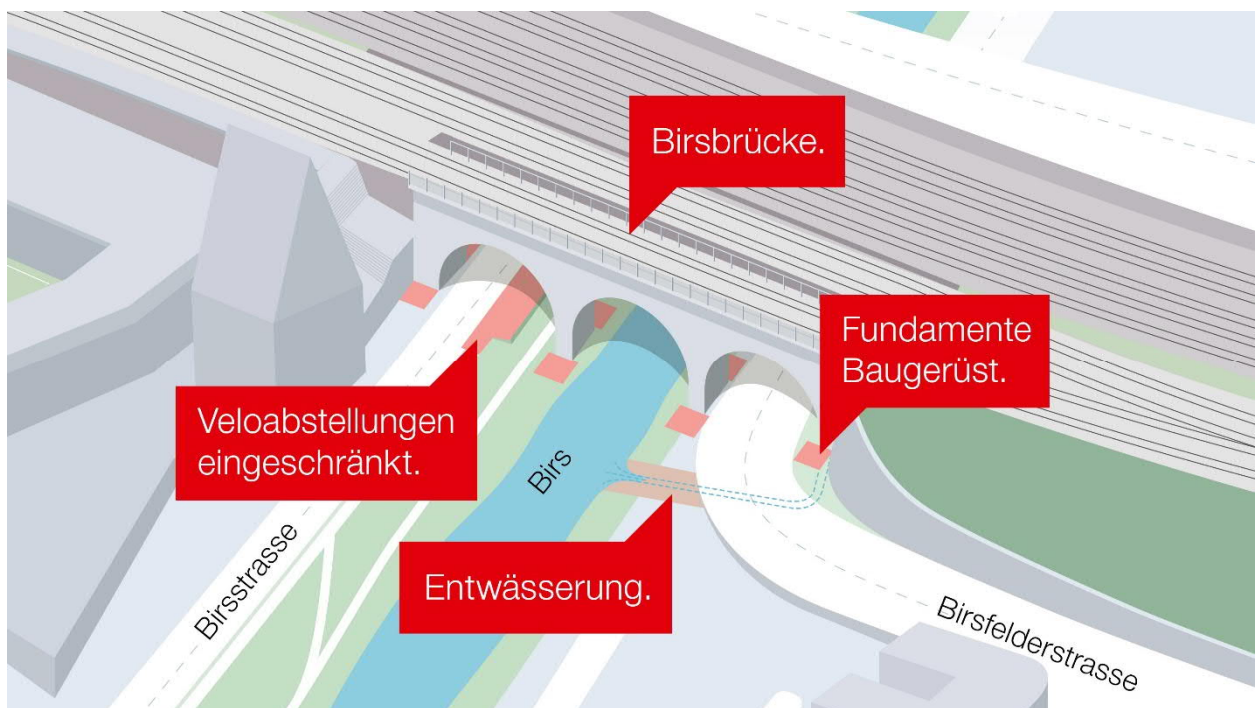 Birsbrücke.
Fundamente
Baugerüst.
Veloabstellungen
eingeschränkt.
Birs
Entwässerung.
Birsstrasse
Birsfelderstrasse